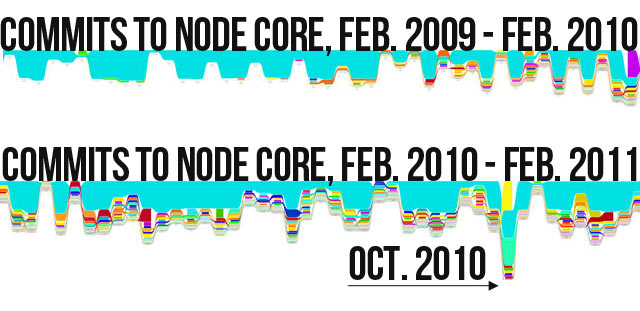 COMMITS TO NODE CORE, FEB. 2009 - FEB. 2010
COMMITS TO NODE CORE, FEB. 2010 - FEB. 2011
OCT. 2010